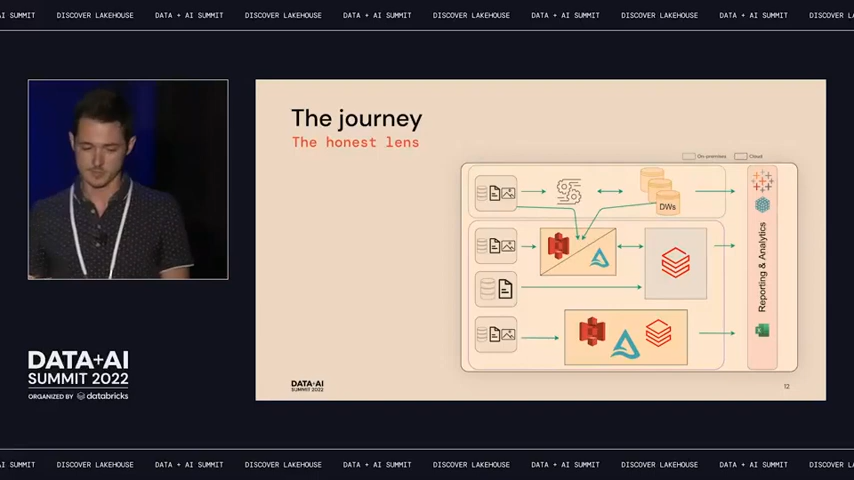 AI SUMMIT DISCOVER LAKEHOUSE DATA + AI SUMMIT DISCOVER LAKEHOUSE DATA + AI SUMMIT DISCOVER LAKEHOUSE DATA + AI SUMMIT DISCOVER LAKEHOUSE DATA + AI SUMMIT DISCOVER LA
The journey
The honest lens
On-premises Cloud
DWs
Reporting & Analytics
DATA+AI
SUMMIT 2022
ORGANIZED BY databricks
DATA+AI
SUMMIT 2022
12
AI SUMMIT DISCOVER LAKEHOUSE DATA + AI SUMMIT DISCOVER LAKEHOUSE DATA + AI SUMMIT DISCOVER LAKEHOUSE DATA + AI SUMMIT DISCOVER LAKEHOUSE DATA + AI SUMMIT DISCOVER LA